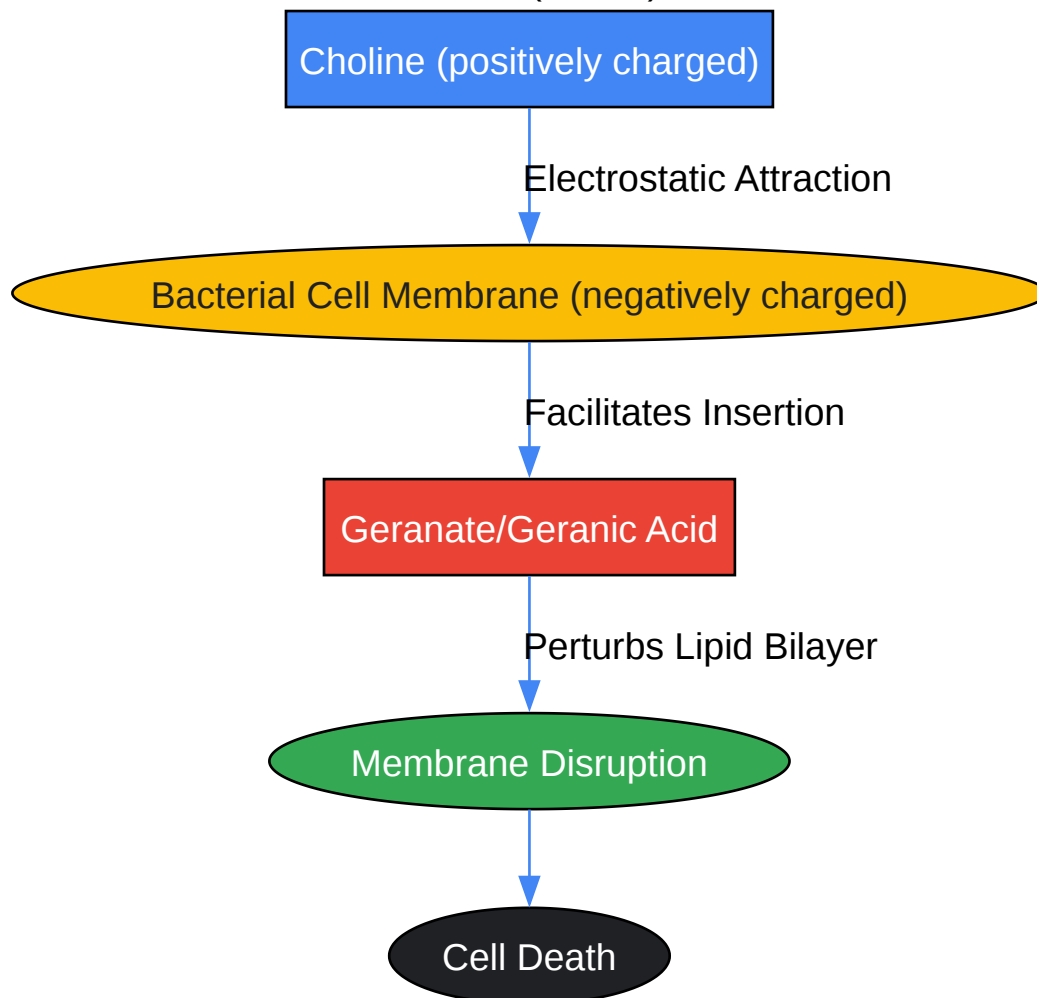 Choline (positively charged)
Electrostatic Attraction
Bacterial Cell Membrane (negatively charged)
Facilitates Insertion
Geranate/Geranic Acid
Perturbs Lipid Bilayer
Membrane Disruption
Cell Death